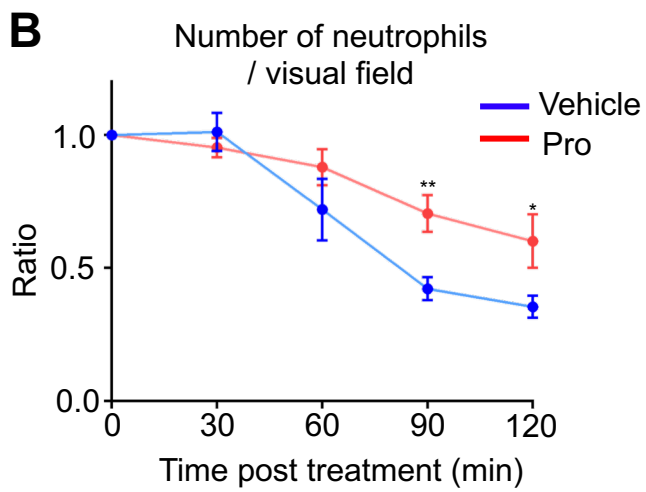 B
Number of neutrophils
/ visual field
Vehicle
Pro
1.0
**
*
Ratio
0.5
0.0
0 30 60 90 120
Time post treatment (min)